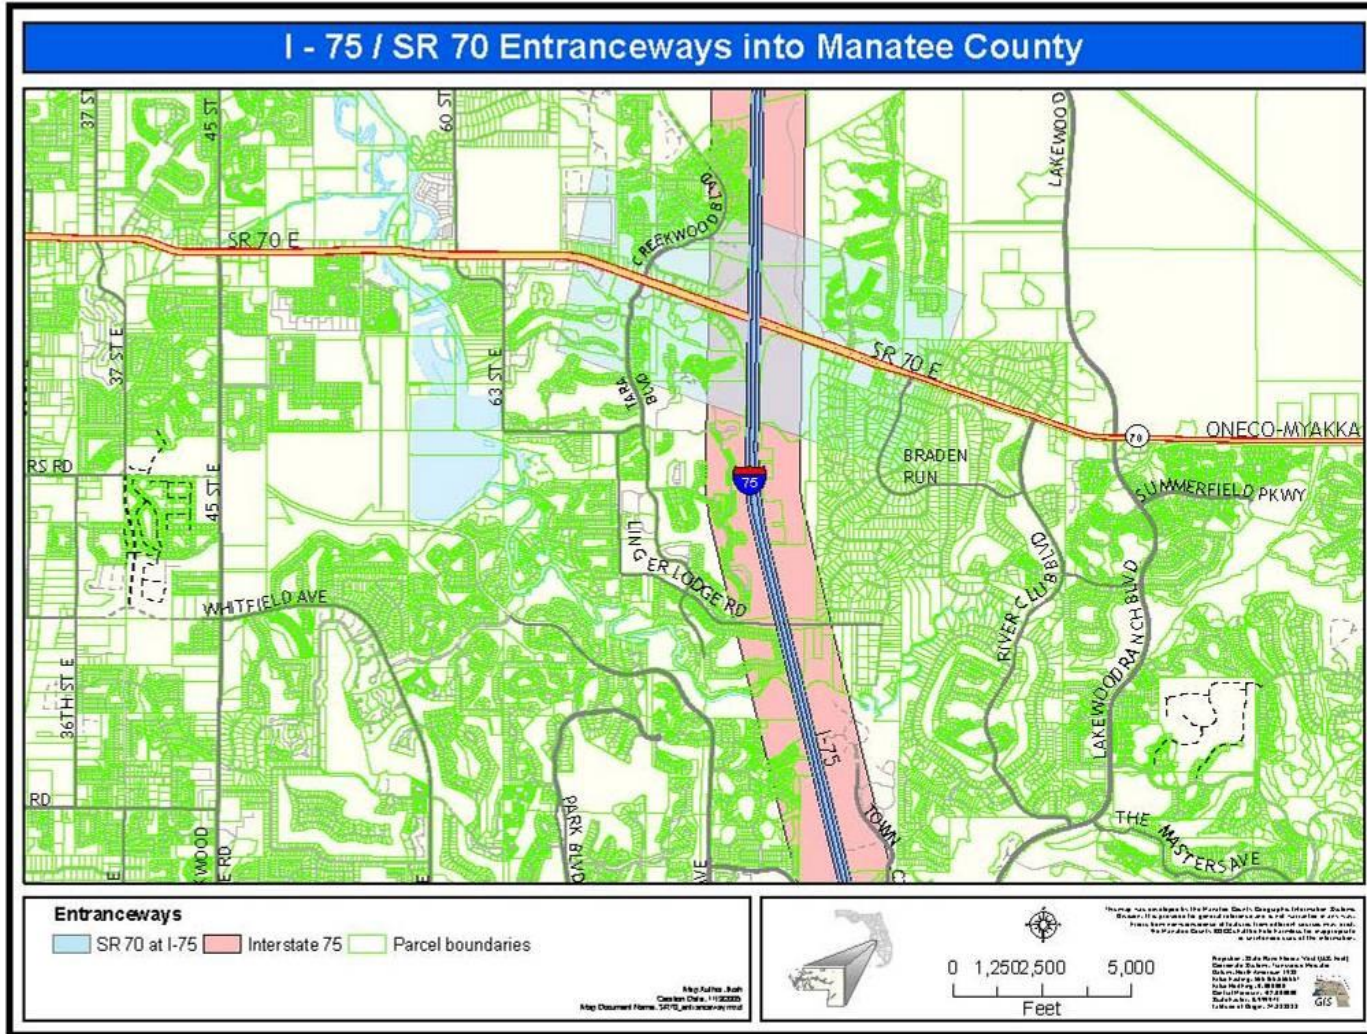 I - 75 / SR 70 Entranceways into Manatee County
37 ST
45 ST
60 ST
BLVD
CREEKWOOD
LAKEWOOD
SR 70 E
37 ST E
63 ST E
TARA BLVD
SR 70 E
70
ONECO-MYAKKA
RS RD
45 ST E
75
BRADEN
RUN
SUMMERFIELD PKWY
LINGER LODGE RD
RIVER CLUB BLVD
WHITFIELD AVE
LAKEWOOD RANCH BLVD
36TH ST E
I-75
RD
PARK BLVD
TOWN
THE MASTERS AVE
E
KWOOD
E RD
E
AVE
C
Entranceways
SR 70 at I-75
Interstate 75
Parcel boundaries
0 1,250 2,500 5,000
Feet
GIS